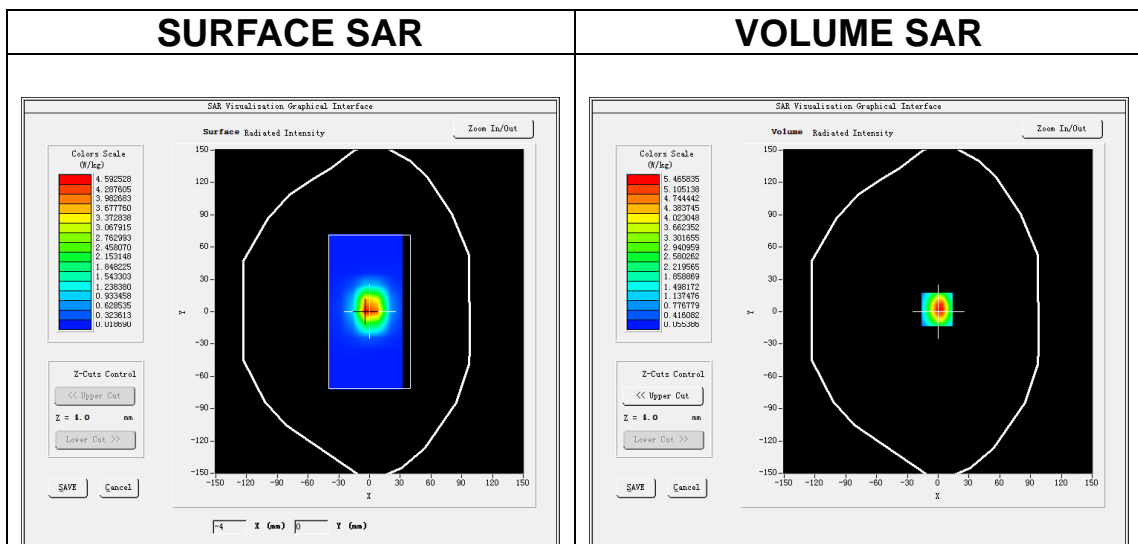 SURFACE SAR
VOLUME SAR
SAR Visualisation Graphical Interface
Surface Radiated Intensity
Zoom In/Out
Colors Scale
(W/kg)
4.592528
4.287605
3.982683
3.677760
3.372838
3.067915
2.762993
2.458070
2.153148
1.848225
1.543303
1.238380
0.933458
0.628535
0.323613
0.018690
150
120
90
60
30
0
-30
-60
-90
-120
-150
Y
-150 -120 -90 -60 -30 0 30 60 90 120 150
X
Z-Cuts Control
<< Upper Cut
Z = 4.0 mm
Lower Cut >>
SAVE Cancel
-4 X (mm) 0 Y (mm)
SAR Visualisation Graphical Interface
Volume Radiated Intensity
Zoom In/Out
Colors Scale
(W/kg)
5.465835
5.105138
4.744442
4.383745
4.023048
3.662352
3.301655
2.940959
2.580262
2.219565
1.858869
1.498172
1.137476
0.776779
0.416082
0.055386
150
120
90
60
30
0
-30
-60
-90
-120
-150
Y
-150 -120 -90 -60 -30 0 30 60 90 120 150
X
Z-Cuts Control
<< Upper Cut
Z = 4.0 mm
Lower Cut >>
SAVE Cancel